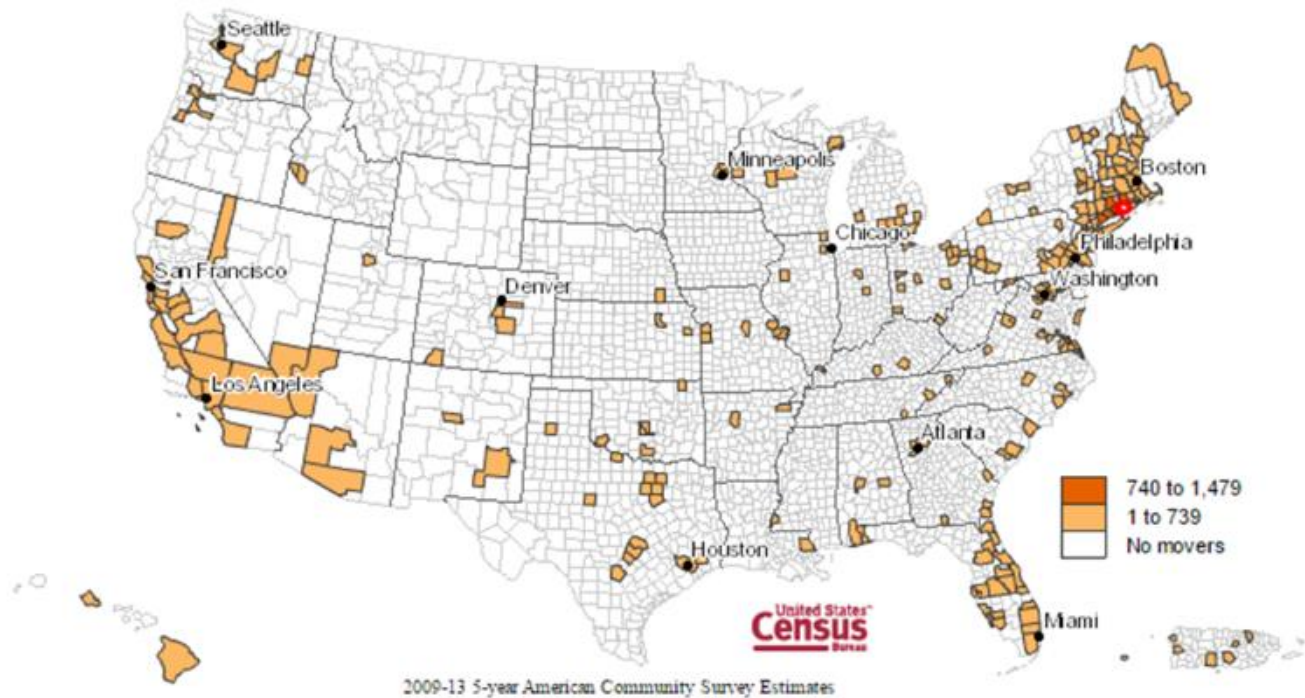 Seattle
Minneapolis
Boston
Chicago
Philadelphia
San Francisco
Washington
Denver
Los Angeles
Atlanta
740 to 1,479
1 to 739
No movers
Houston
Miami
United States™
Census
Bureau
2009-13 5-year American Community Survey Estimates